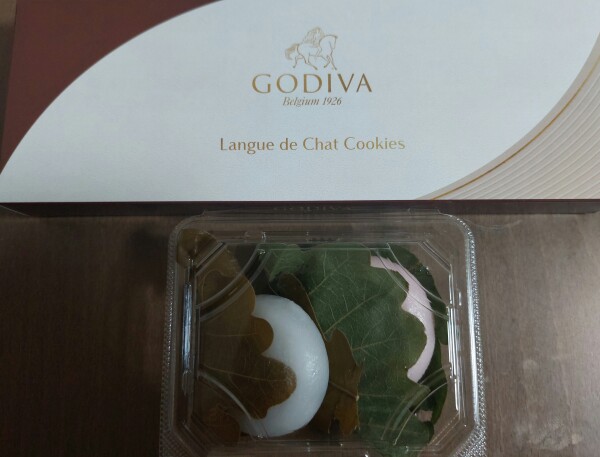 GODIVA
Belgium 1926
Langue de Chat Cookies